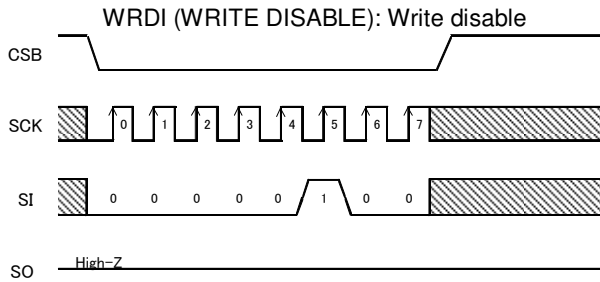 WRDI (WRITE DISABLE): Write disable
CSB
SCK 0 1 2 3 4 5 6 7
SI 0 0 0 0 0 1 0 0
SO High-Z